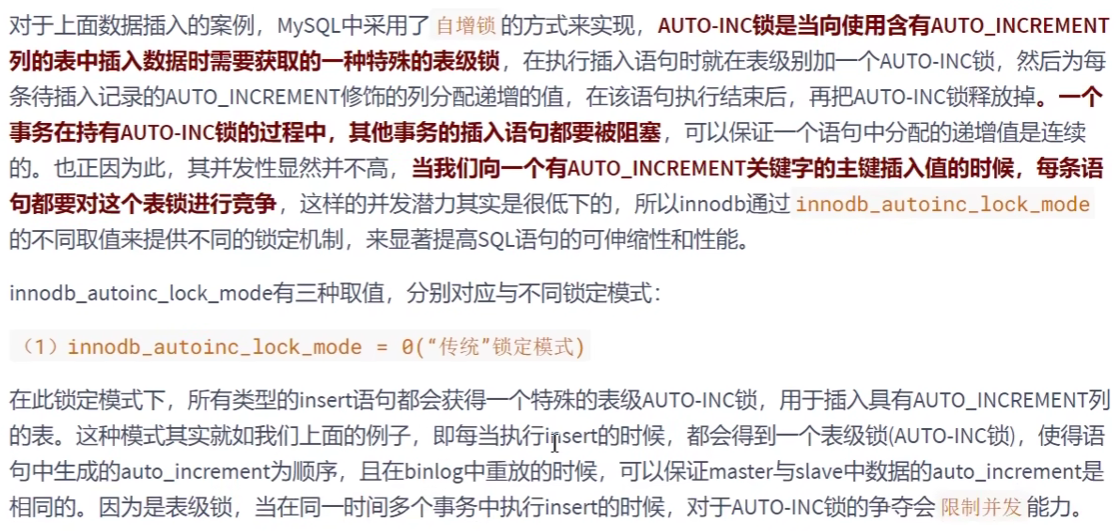 对于上面数据插入的案例，MySQL中采用了 自增锁 的方式来实现，AUTO-INC锁是当向使用含有AUTO_INCREMENT
列的表中插入数据时需要获取的一种特殊的表级锁，在执行插入语句时就在表级别加一个AUTO-INC锁，然后为每
条待插入记录的AUTO_INCREMENT修饰的列分配递增的值，在该语句执行结束后，再把AUTO-INC锁释放掉。一个
事务在持有AUTO-INC锁的过程中，其他事务的插入语句都要被阻塞，可以保证一个语句中分配的递增值是连续
的。也正因为此，其并发性显然并不高，当我们向一个有AUTO_INCREMENT关键字的主键插入值的时候，每条语
句都要对这个表锁进行竞争，这样的并发潜力其实是很低下的，所以innodb通过 innodb_autoinc_lock_mode
的不同取值来提供不同的锁定机制，来显著提高SQL语句的可伸缩性和性能。
innodb_autoinc_lock_mode有三种取值，分别对应与不同锁定模式：
（1）innodb_autoinc_lock_mode = 0(“传统”锁定模式)
在此锁定模式下，所有类型的insert语句都会获得一个特殊的表级AUTO-INC锁，用于插入具有AUTO_INCREMENT列
的表。这种模式其实就如我们上面的例子，即每当执行insert的时候，都会得到一个表级锁(AUTO-INC锁)，使得语
句中生成的auto_increment为顺序，且在binlog中重放的时候，可以保证master与slave中数据的auto_increment是
相同的。因为是表级锁，当在同一时间多个事务中执行insert的时候，对于AUTO-INC锁的争夺会 限制并发 能力。